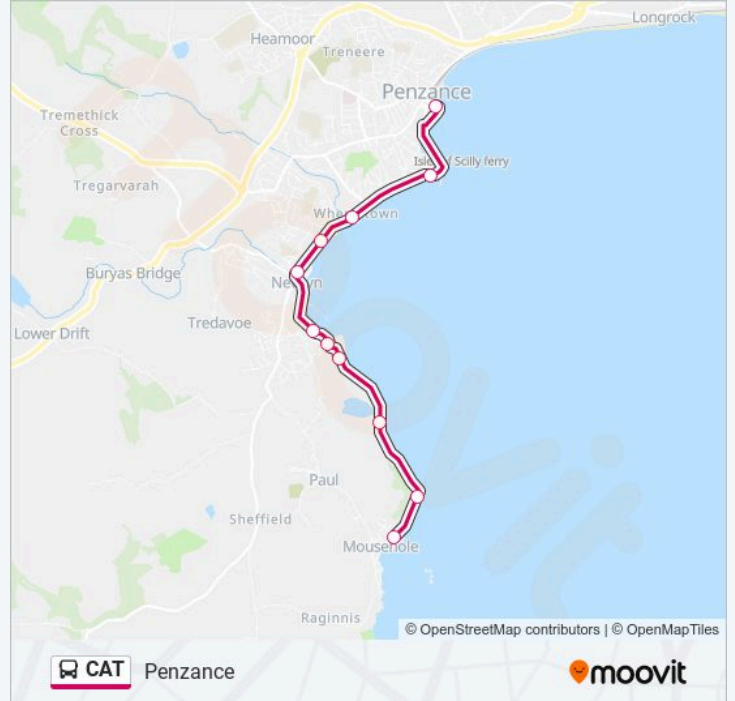 Longrock
Heamoor
Treneere
Penzance
Tremethick
Cross
Isles of Scilly ferry
Tregarvarah
Wherrytown
Buryas Bridge
Newlyn
Tredavoe
Lower Drift
Paul
Sheffield
Mousehole
Raginnis
© OpenStreetMap contributors | © OpenMapTiles
CAT Penzance
moovit